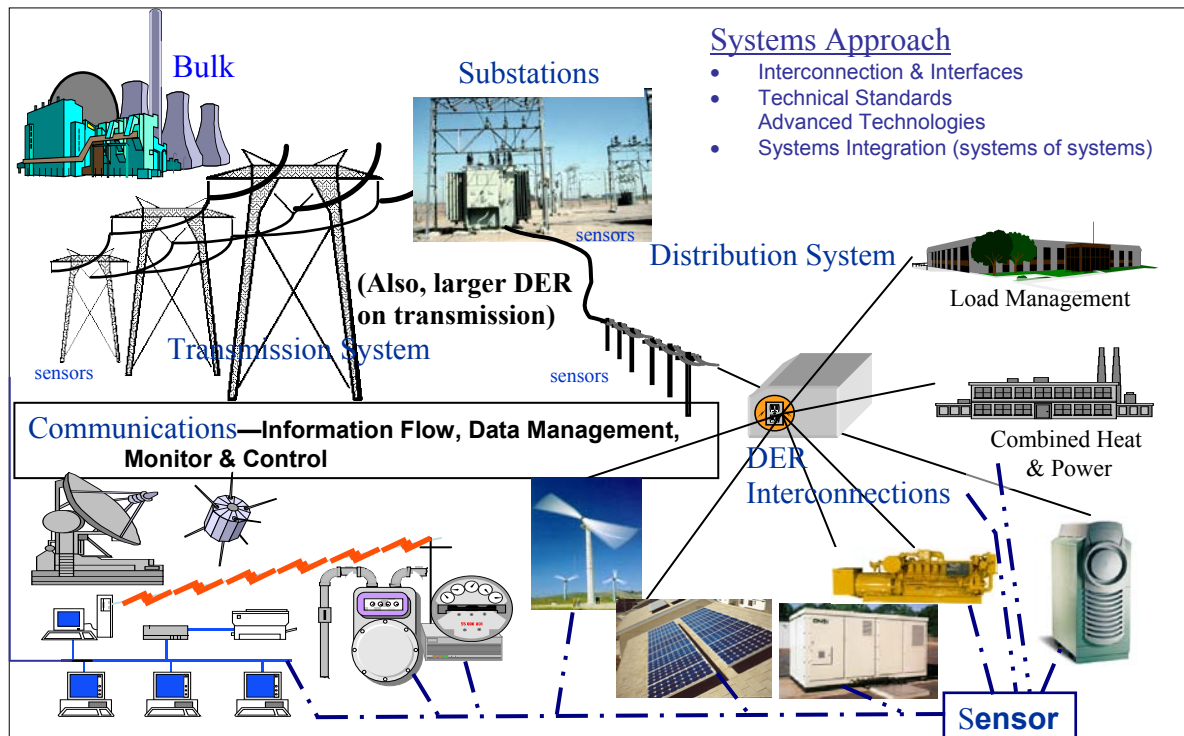 Systems Approach
• Interconnection & Interfaces
• Technical Standards
Advanced Technologies
• Systems Integration (systems of systems)
Bulk
Substations
sensors
Distribution System
Load Management
(Also, larger DER
on transmission)
Transmission System
sensors
sensors
Communications—Information Flow, Data Management,
Monitor & Control
Combined Heat
& Power
DER
Interconnections
Sensor